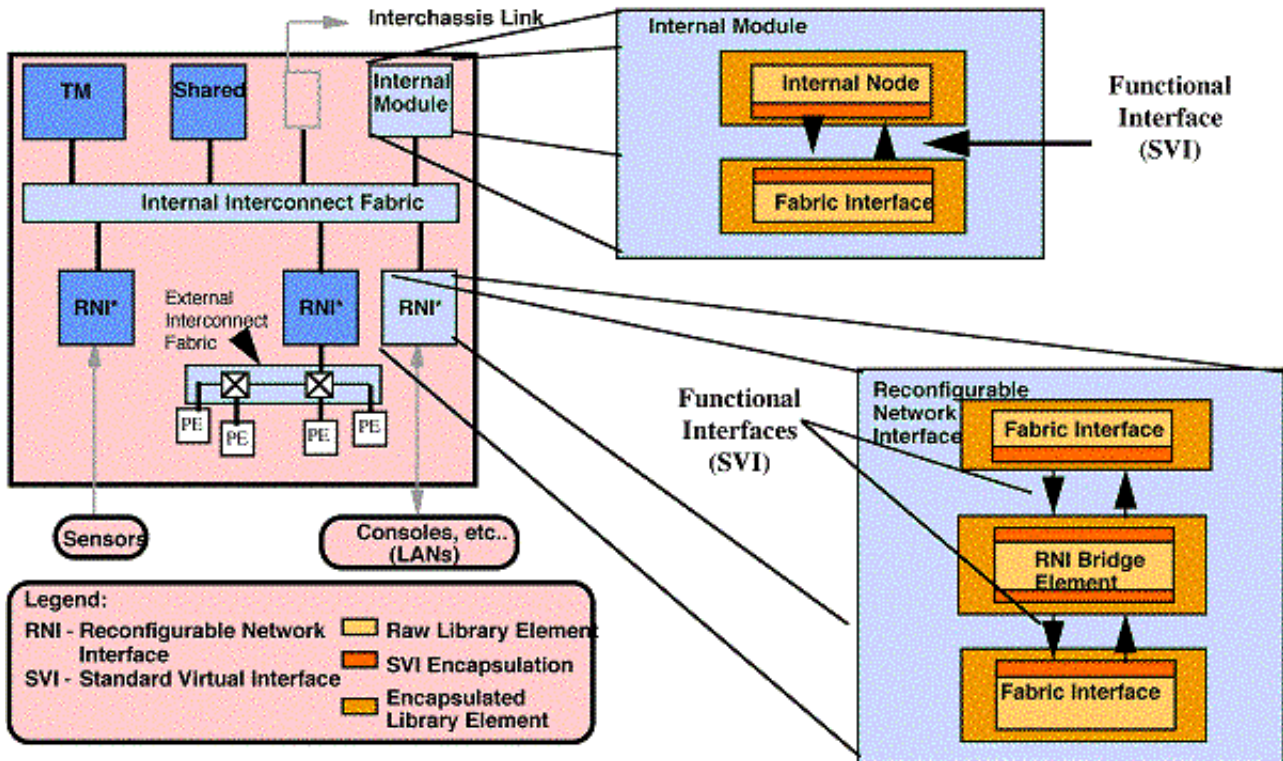 Interchassis Link
TM
Shared
Internal
Module
Internal Interconnect Fabric
RNI*
External
Interconnect
Fabric
RNI*
RNI*
PE
PE
PE
PE
Sensors
Consoles, etc..
(LANs)
Internal Module
Internal Node
Fabric Interface
Functional
Interface
(SVI)
Functional
Interfaces
(SVI)
Reconfigurable
Network
Interface
Fabric Interface
RNI Bridge
Element
Fabric Interface
Legend:
RNI - Reconfigurable Network
Interface
SVI - Standard Virtual Interface
Raw Library Element
SVI Encapsulation
Encapsulated
Library Element